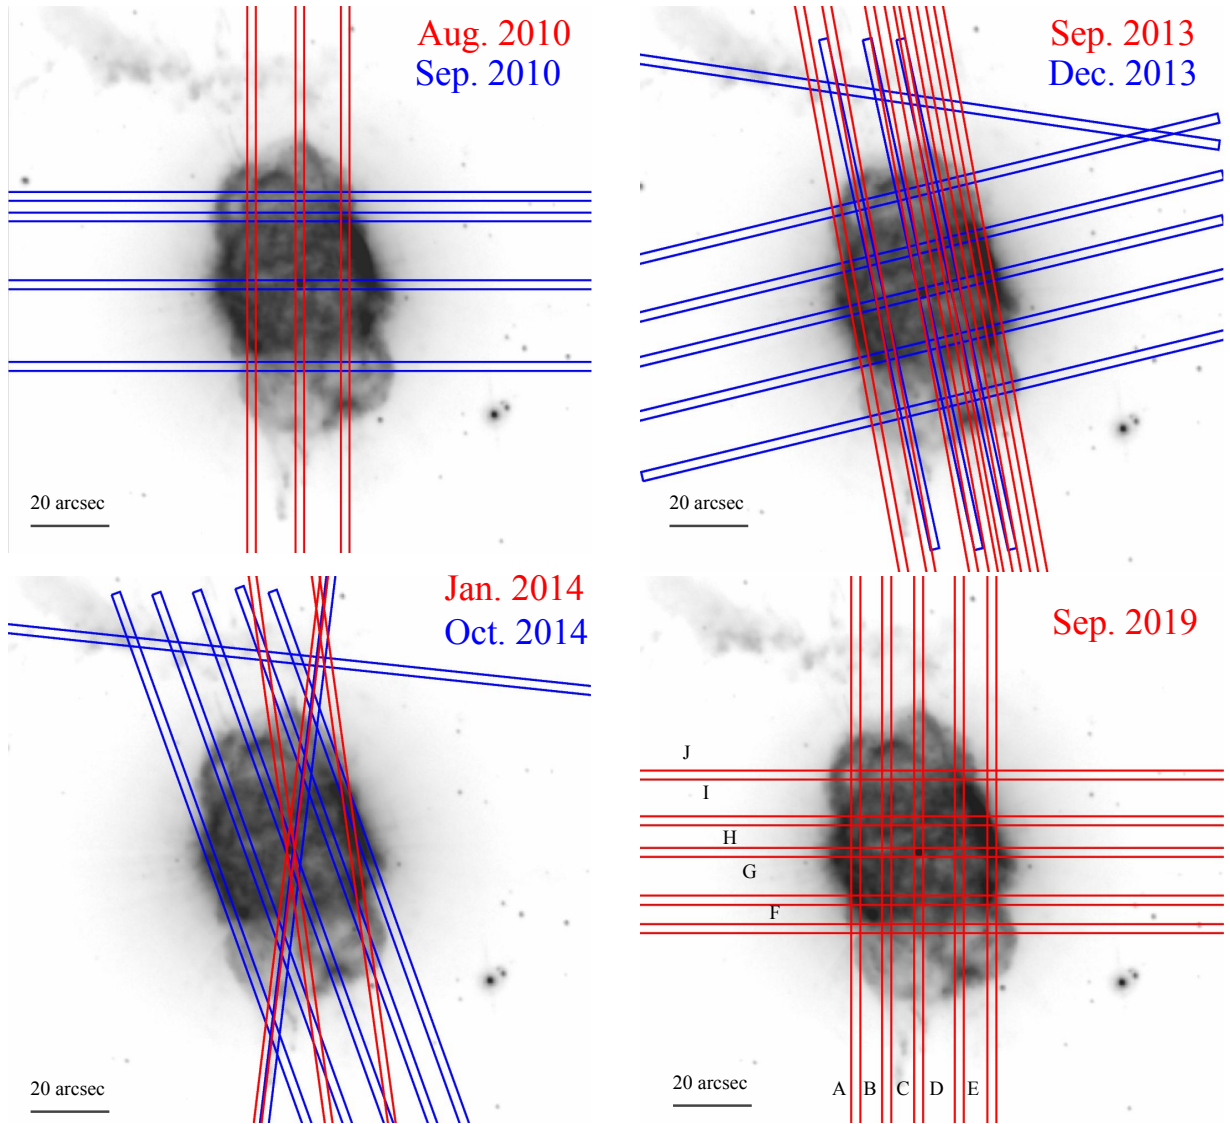 Aug. 2010
Sep. 2010
20 arcsec
Sep. 2013
Dec. 2013
20 arcsec
Jan. 2014
Oct. 2014
20 arcsec
Sep. 2019
J
I
H
G
F
20 arcsec
A B C D E